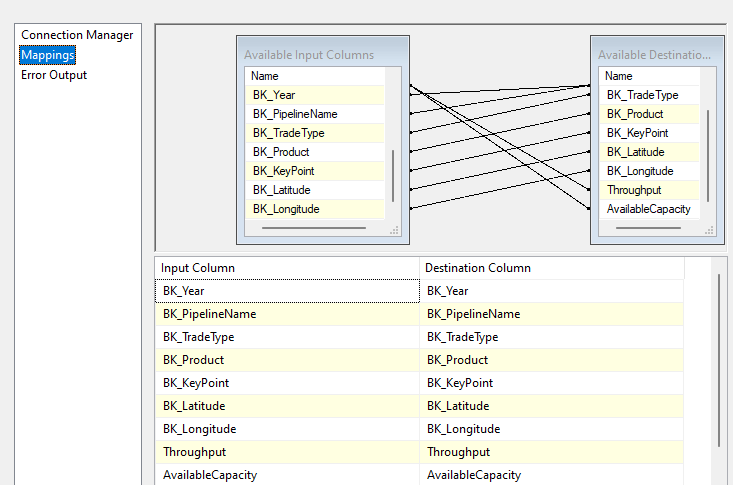 Connection Manager
Mappings
Error Output
Available Input Columns
Name
BK_Year
BK_PipelineName
BK_TradeType
BK_Product
BK_KeyPoint
BK_Latitude
BK_Longitude
Available Destinatio...
Name
BK_TradeType
BK_Product
BK_KeyPoint
BK_Latitude
BK_Longitude
Throughput
AvailableCapacity
Input Column Destination Column
BK_Year BK_Year
BK_PipelineName BK_PipelineName
BK_TradeType BK_TradeType
BK_Product BK_Product
BK_KeyPoint BK_KeyPoint
BK_Latitude BK_Latitude
BK_Longitude BK_Longitude
Throughput Throughput
AvailableCapacity AvailableCapacity